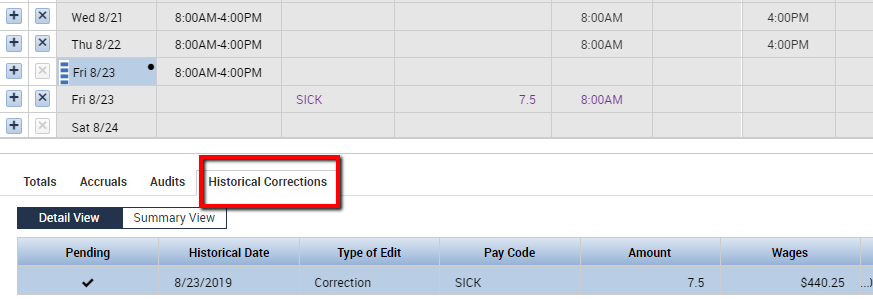 Wed 8/21 8:00AM-4:00PM 8:00AM 4:00PM
Thu 8/22 8:00AM-4:00PM 8:00AM 4:00PM
Fri 8/23 8:00AM-4:00PM
Fri 8/23 SICK 7.5 8:00AM
Sat 8/24
Totals Accruals Audits Historical Corrections
Detail View Summary View
Pending Historical Date Type of Edit Pay Code Amount Wages
8/23/2019 Correction SICK 7.5 $440.25 ...)